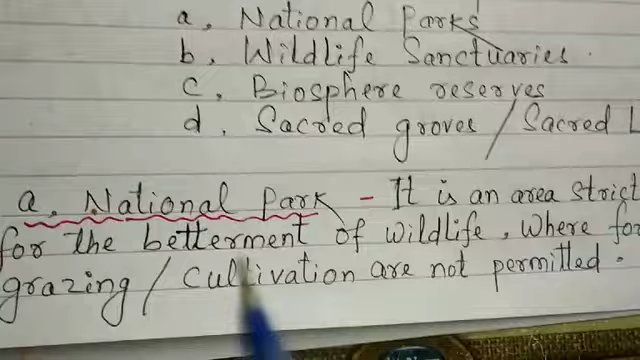 a. National Parks
b. Wildlife Sanctuaries.
c. Biosphere reserves
d. Sacred groves / Sacred L
a. National Park - It is an area strict
for the betterment of wildlife, where for
grazing / cultivation are not permitted.